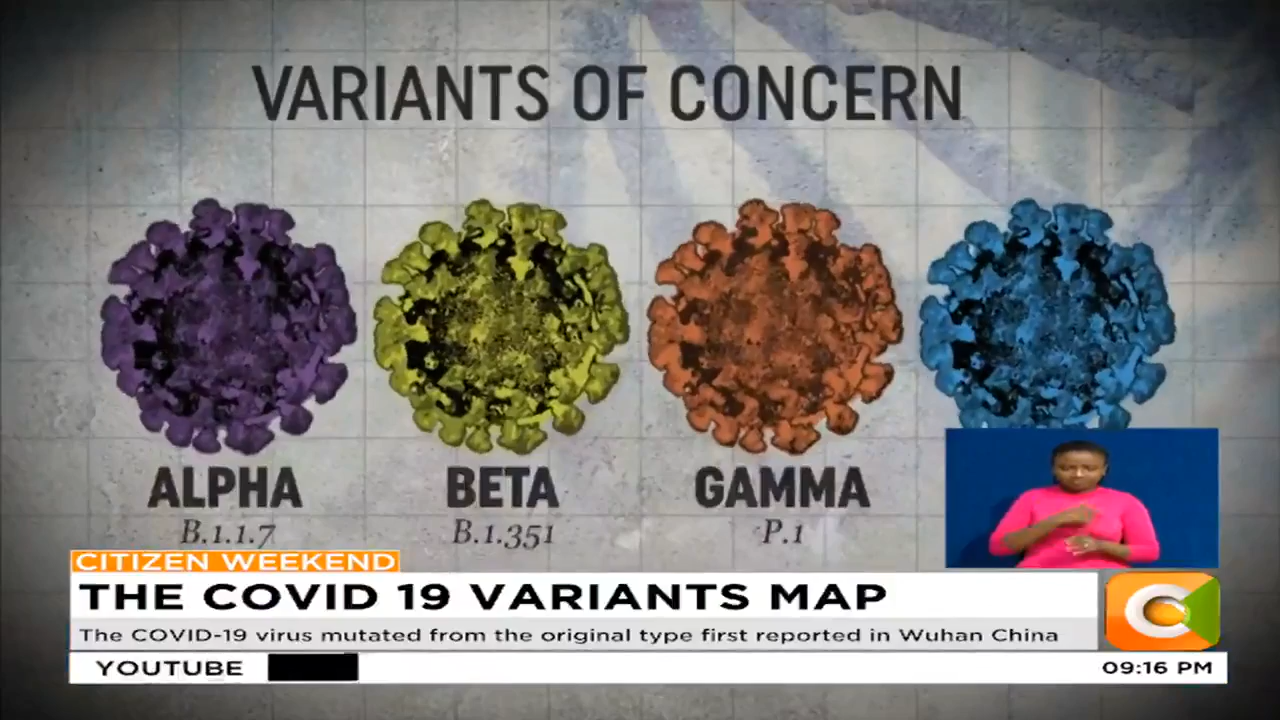 VARIANTS OF CONCERN
ALPHA
B.1.1.7
BETA
B.1.351
GAMMA
P.1
CITIZEN WEEKEND
THE COVID 19 VARIANTS MAP
The COVID-19 virus mutated from the original type first reported in Wuhan China
YOUTUBE
09:16 PM